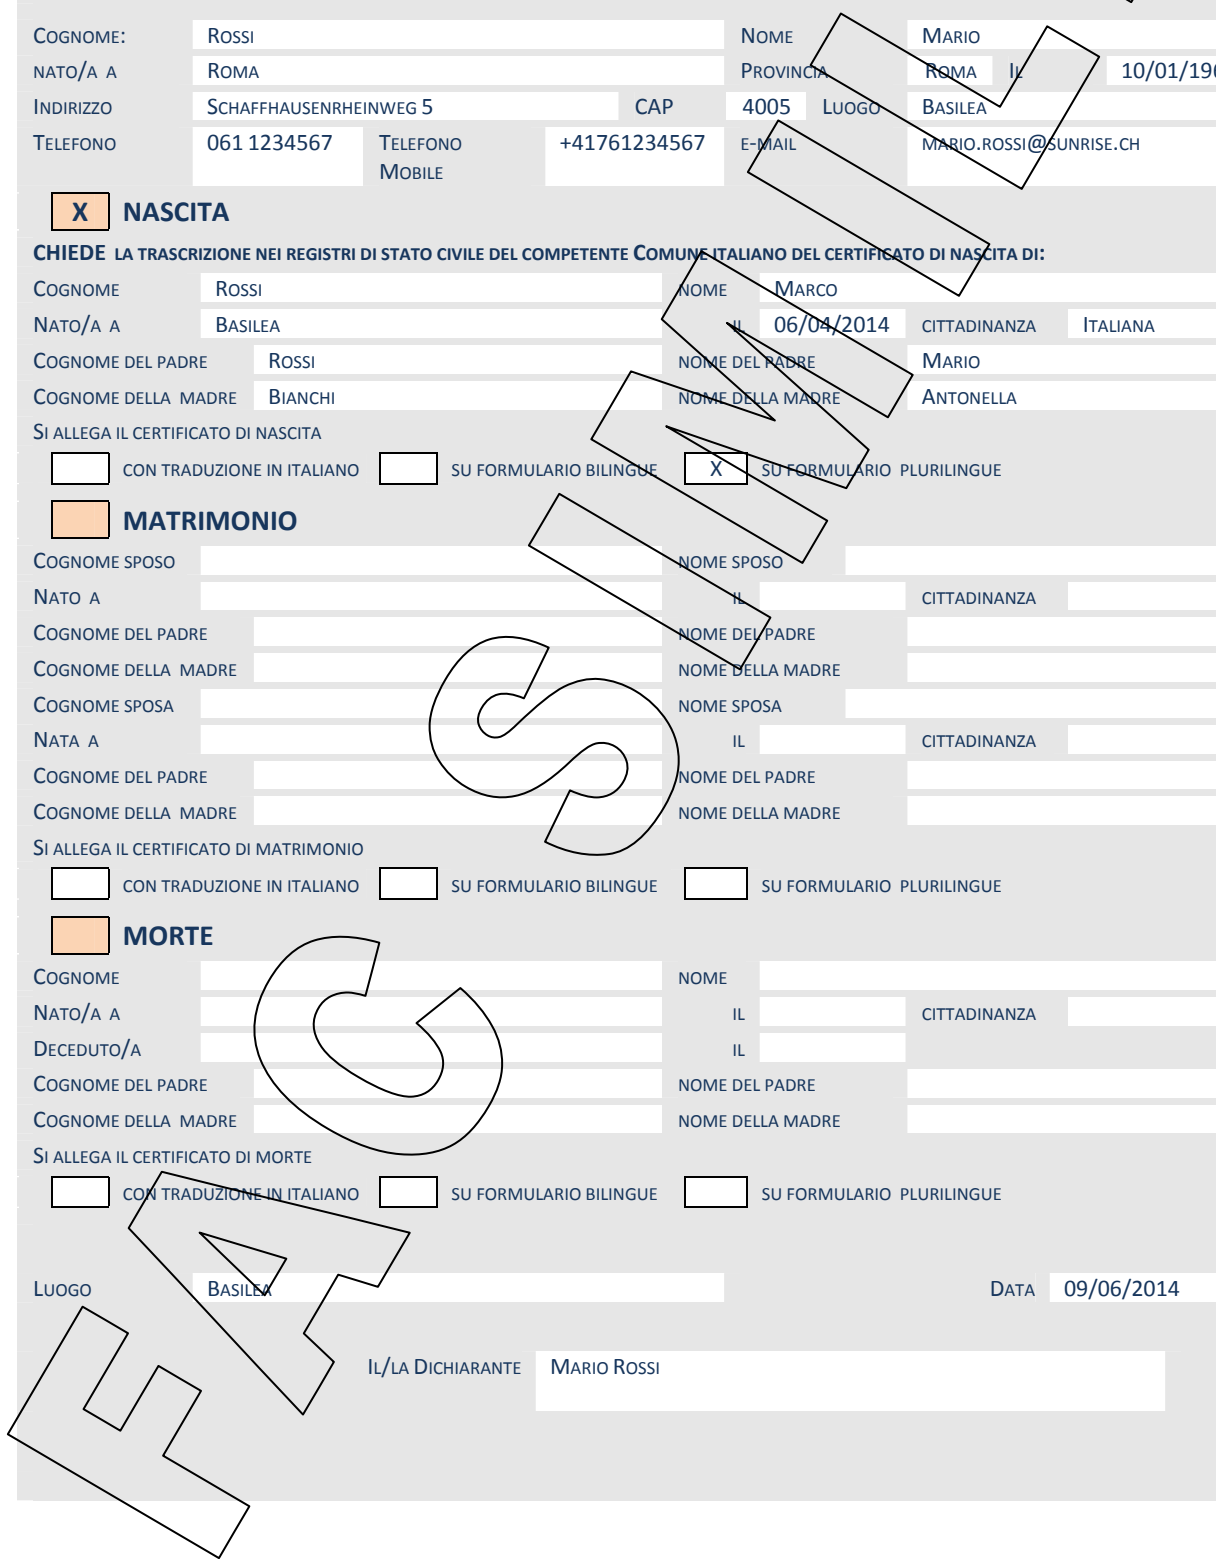 COGNOME: ROSSI NOME MARIO
NATO/A A ROMA PROVINCIA ROMA IL 10/01/196
INDIRIZZO SCHAFFHAUSENRHEINWEG 5 CAP 4005 LUOGO BASILEA
TELEFONO 061 1234567 TELEFONO MOBILE +41761234567 E-MAIL MARIO.ROSSI@SUNRISE.CH
X NASCITA
CHIEDE LA TRASCRIZIONE NEI REGISTRI DI STATO CIVILE DEL COMPETENTE COMUNE ITALIANO DEL CERTIFICATO DI NASCITA DI:
COGNOME ROSSI NOME MARCO
NATO/A A BASILEA IL 06/04/2014 CITTADINANZA ITALIANA
COGNOME DEL PADRE ROSSI NOME DEL PADRE MARIO
COGNOME DELLA MADRE BIANCHI NOME DELLA MADRE ANTONELLA
SI ALLEGA IL CERTIFICATO DI NASCITA
CON TRADUZIONE IN ITALIANO SU FORMULARIO BILINGUE X SU FORMULARIO PLURILINGUE
MATRIMONIO
COGNOME SPOSO NOME SPOSO
NATO A IL CITTADINANZA
COGNOME DEL PADRE NOME DEL PADRE
COGNOME DELLA MADRE NOME DELLA MADRE
COGNOME SPOSA NOME SPOSA
NATA A IL CITTADINANZA
COGNOME DEL PADRE NOME DEL PADRE
COGNOME DELLA MADRE NOME DELLA MADRE
SI ALLEGA IL CERTIFICATO DI MATRIMONIO
CON TRADUZIONE IN ITALIANO SU FORMULARIO BILINGUE SU FORMULARIO PLURILINGUE
MORTE
COGNOME NOME
NATO/A A IL CITTADINANZA
DECEDUTO/A IL
COGNOME DEL PADRE NOME DEL PADRE
COGNOME DELLA MADRE NOME DELLA MADRE
SI ALLEGA IL CERTIFICATO DI MORTE
CON TRADUZIONE IN ITALIANO SU FORMULARIO BILINGUE SU FORMULARIO PLURILINGUE
LUOGO BASILEA DATA 09/06/2014
IL/LA DICHIARANTE MARIO ROSSI
FACSIMIL